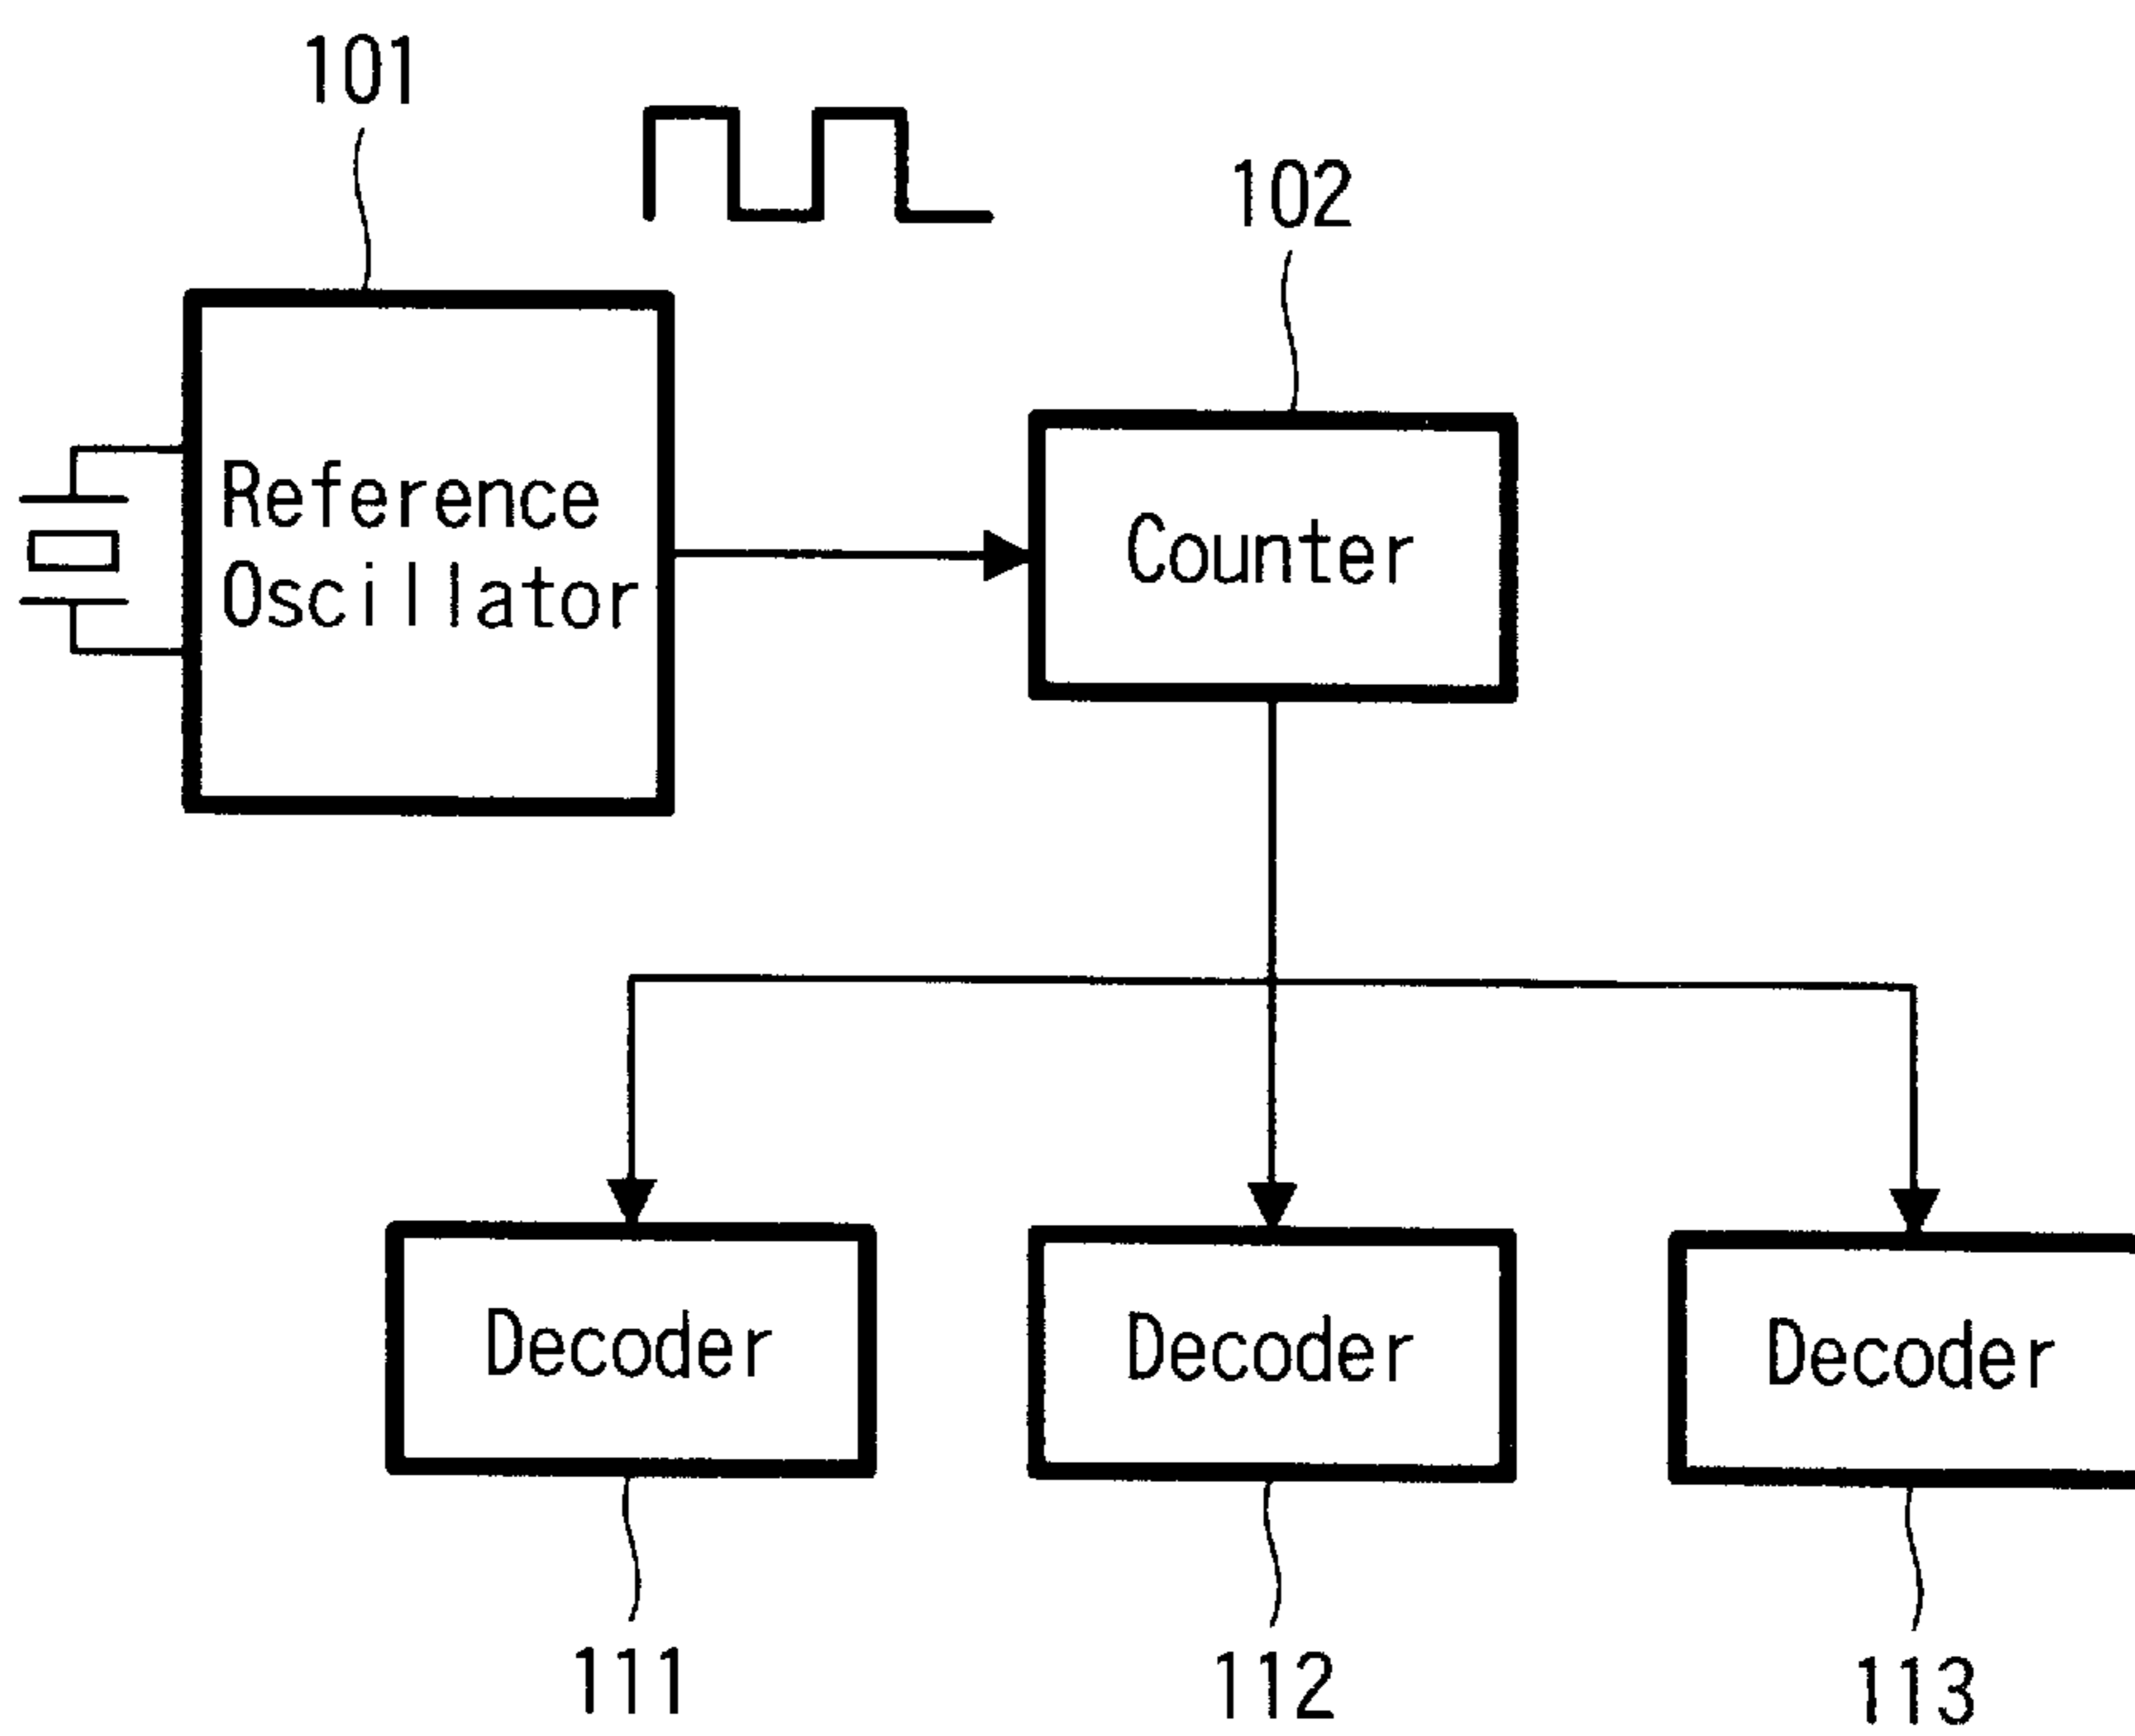 101
102
Reference
Oscillator
Counter
Decoder
Decoder
Decoder
111
112
113